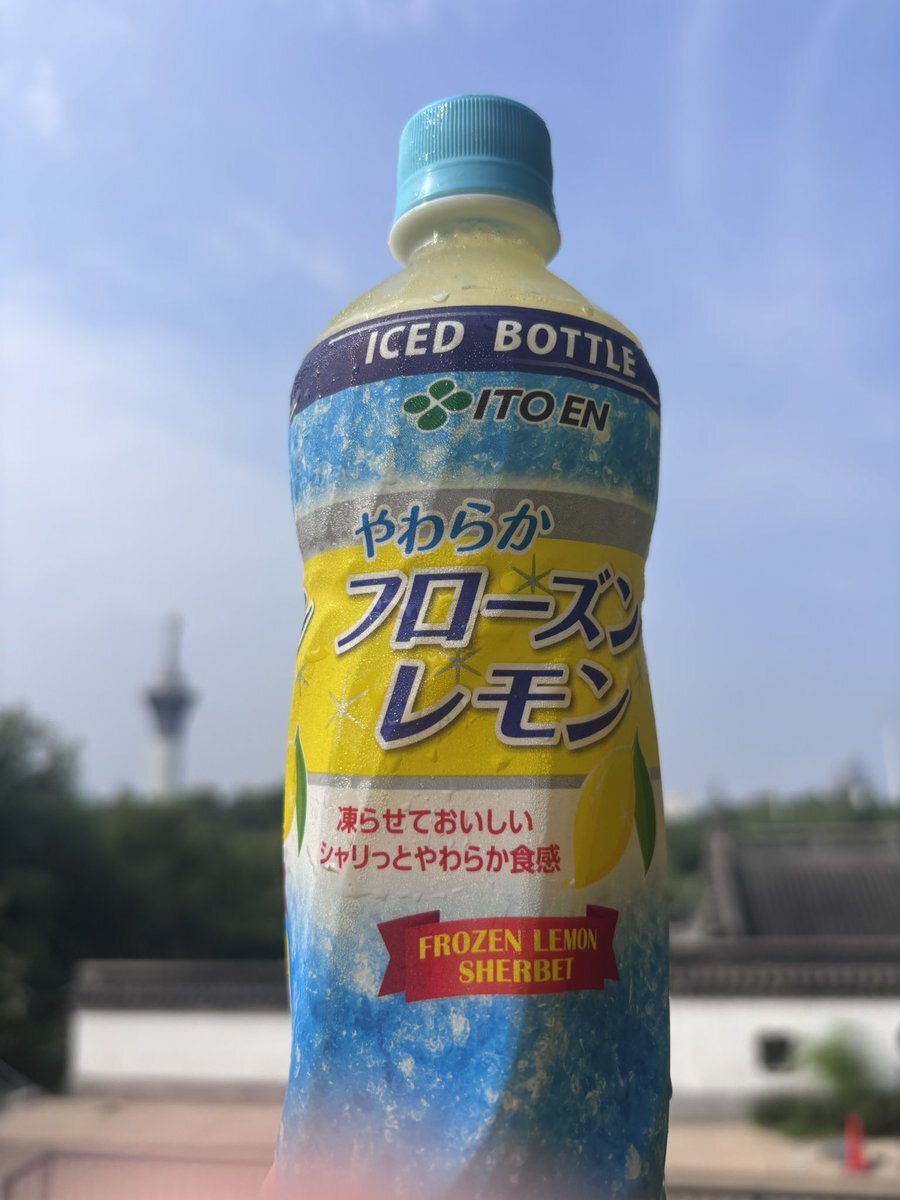 ICED BOTTLE
ITO EN
やわらか
フローズン
レモン
凍らせておいしい
シャリっとやわらか食感
FROZEN LEMON
SHERBET